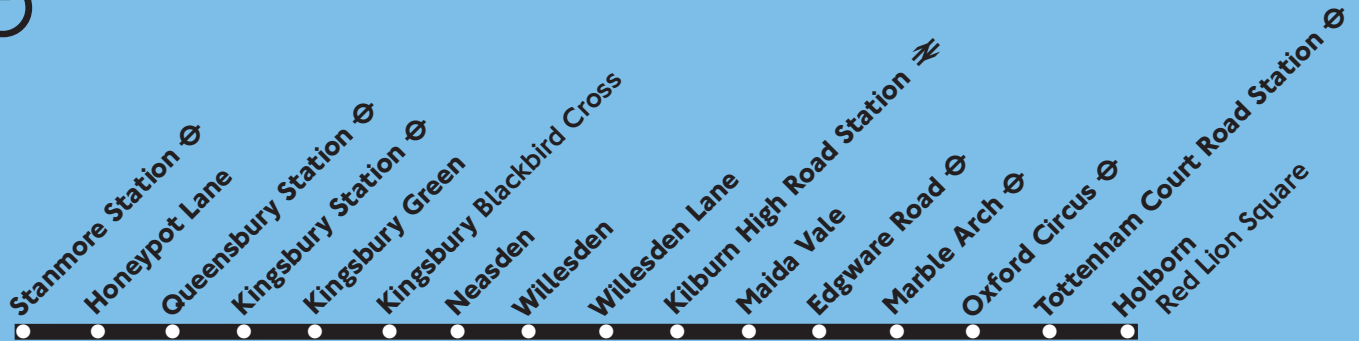 Stanmore Station
Honeypot Lane
Queensbury Station
Kingsbury Station
Kingsbury Green
Kingsbury Blackbird Cross
Neasden
Willesden
Willesden Lane
Kilburn High Road Station
Maida Vale
Edgware Road
Marble Arch
Oxford Circus
Tottenham Court Road Station
Holborn
Red Lion Square